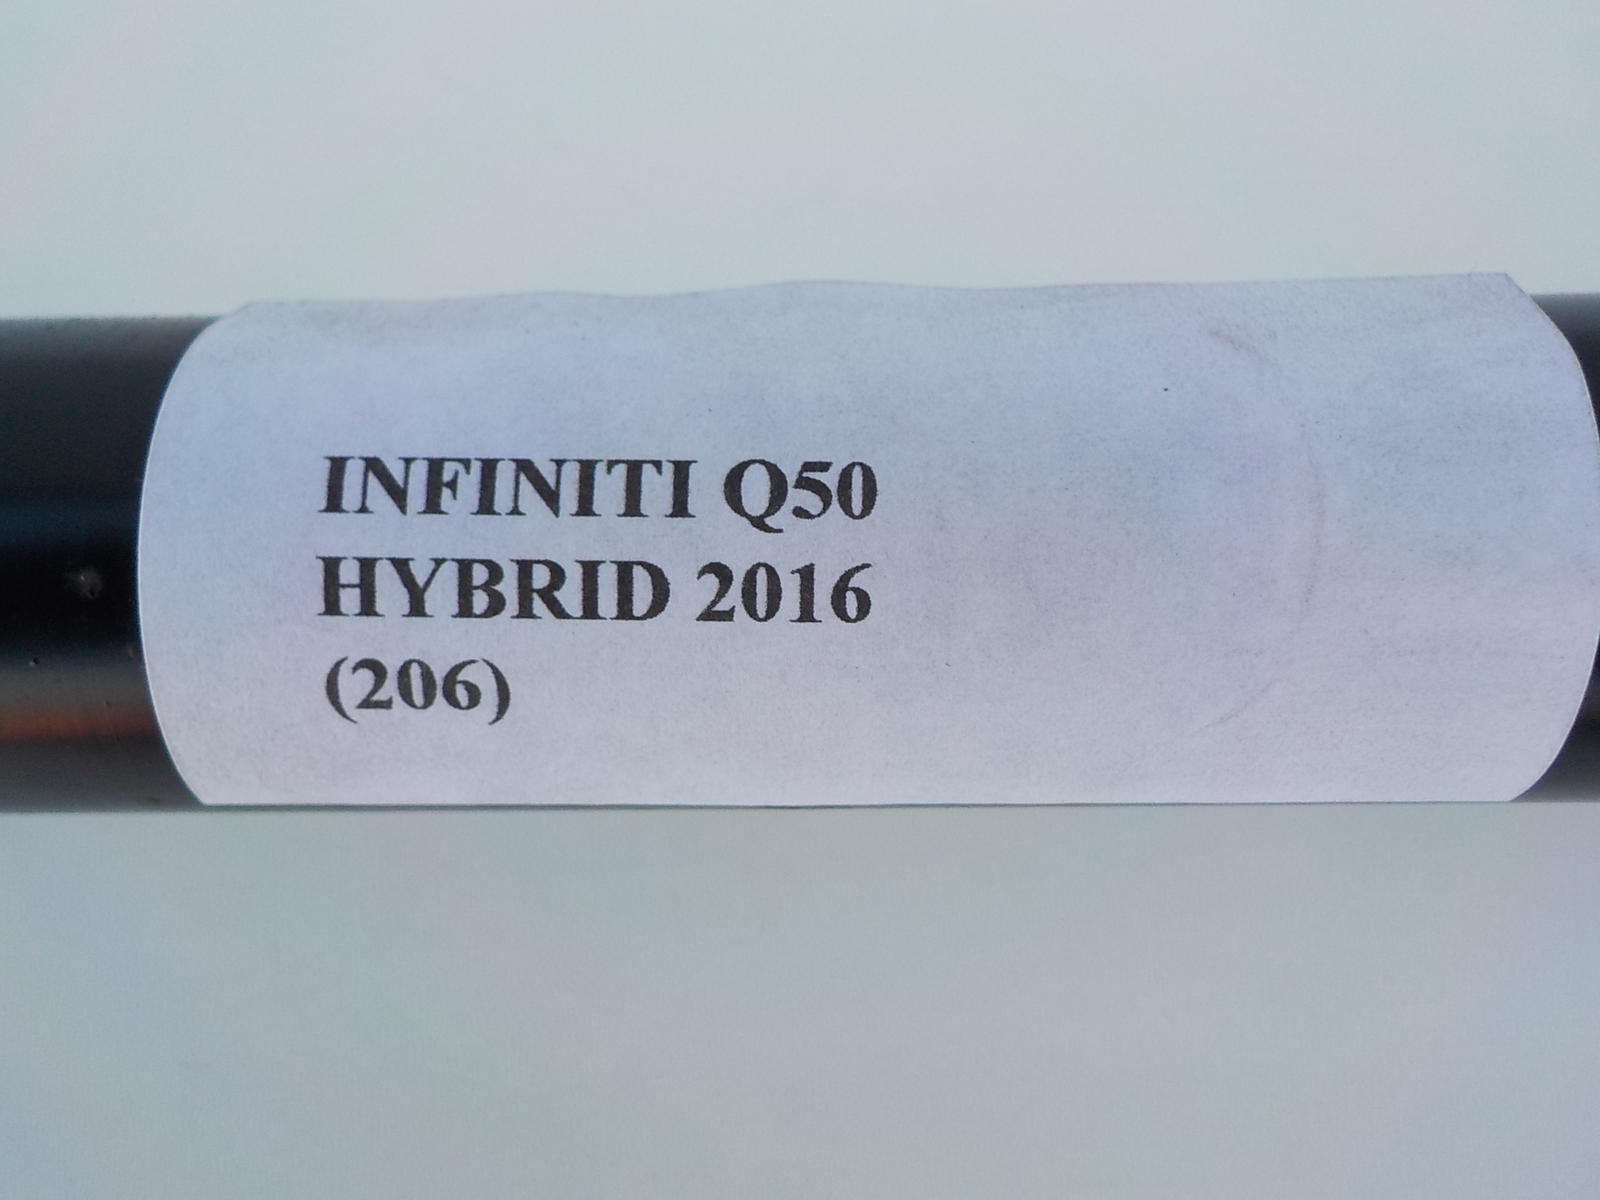 INFINITI Q50
HYBRID 2016
(206)